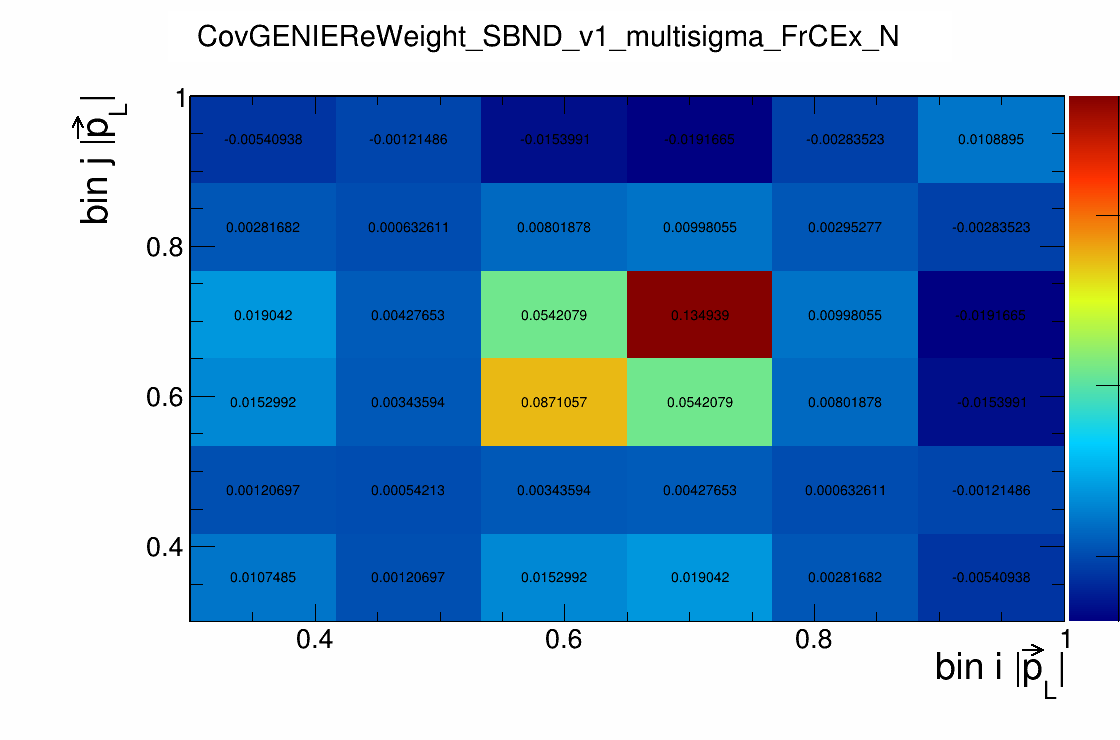 CovGENIEReWeight_SBND_v1_multisigma_FrCEx_N
bin j |p⃗_L|
1
-0.00540938 -0.00121486 -0.0153991 -0.0191665 -0.00283523 0.0108895
0.00281682 0.000632611 0.00801878 0.00998055 0.00295277 -0.00283523
0.8
0.019042 0.00427653 0.0542079 0.134939 0.00998055 -0.0191665
0.6
0.0152992 0.00343594 0.0871057 0.0542079 0.00801878 -0.0153991
0.00120697 0.00054213 0.00343594 0.00427653 0.000632611 -0.00121486
0.4
0.0107485 0.00120697 0.0152992 0.019042 0.00281682 -0.00540938
0.4 0.6 0.8 1
bin i |p⃗_L|